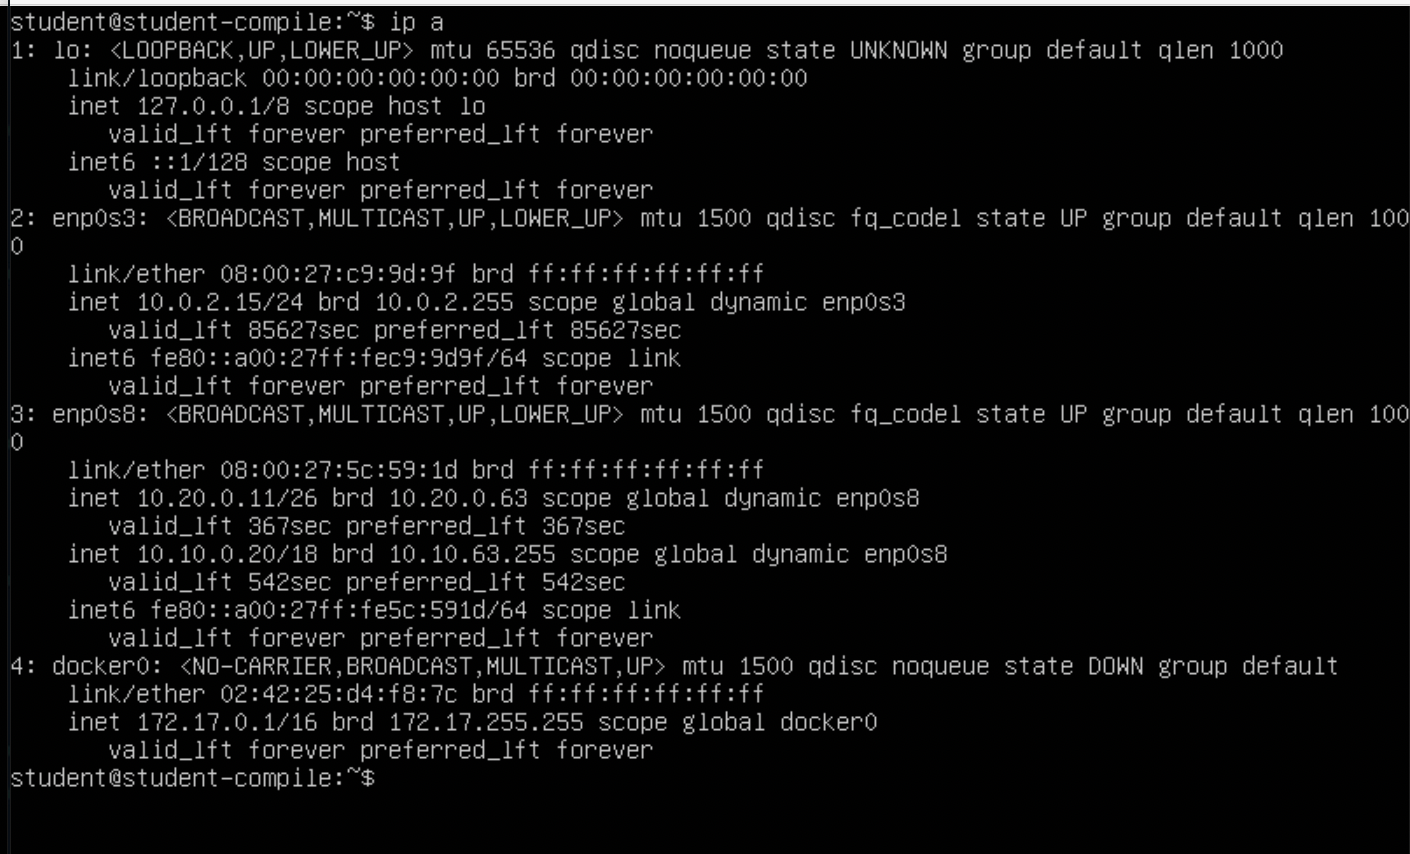 student@student-compile:~$ ip a
1: lo: <LOOPBACK,UP,LOWER_UP> mtu 65536 qdisc noqueue state UNKNOWN group default qlen 1000
    link/loopback 00:00:00:00:00:00 brd 00:00:00:00:00:00
    inet 127.0.0.1/8 scope host lo
       valid_lft forever preferred_lft forever
    inet6 ::1/128 scope host
       valid_lft forever preferred_lft forever
2: enp0s3: <BROADCAST,MULTICAST,UP,LOWER_UP> mtu 1500 qdisc fq_codel state UP group default qlen 100
0
    link/ether 08:00:27:c9:9d:9f brd ff:ff:ff:ff:ff:ff
    inet 10.0.2.15/24 brd 10.0.2.255 scope global dynamic enp0s3
       valid_lft 85627sec preferred_lft 85627sec
    inet6 fe80::a00:27ff:fec9:9d9f/64 scope link
       valid_lft forever preferred_lft forever
3: enp0s8: <BROADCAST,MULTICAST,UP,LOWER_UP> mtu 1500 qdisc fq_codel state UP group default qlen 100
0
    link/ether 08:00:27:5c:59:1d brd ff:ff:ff:ff:ff:ff
    inet 10.20.0.11/26 brd 10.20.0.63 scope global dynamic enp0s8
       valid_lft 367sec preferred_lft 367sec
    inet 10.10.0.20/18 brd 10.10.63.255 scope global dynamic enp0s8
       valid_lft 542sec preferred_lft 542sec
    inet6 fe80::a00:27ff:fe5c:591d/64 scope link
       valid_lft forever preferred_lft forever
4: docker0: <NO-CARRIER,BROADCAST,MULTICAST,UP> mtu 1500 qdisc noqueue state DOWN group default
    link/ether 02:42:25:d4:f8:7c brd ff:ff:ff:ff:ff:ff
    inet 172.17.0.1/16 brd 172.17.255.255 scope global docker0
       valid_lft forever preferred_lft forever
student@student-compile:~$